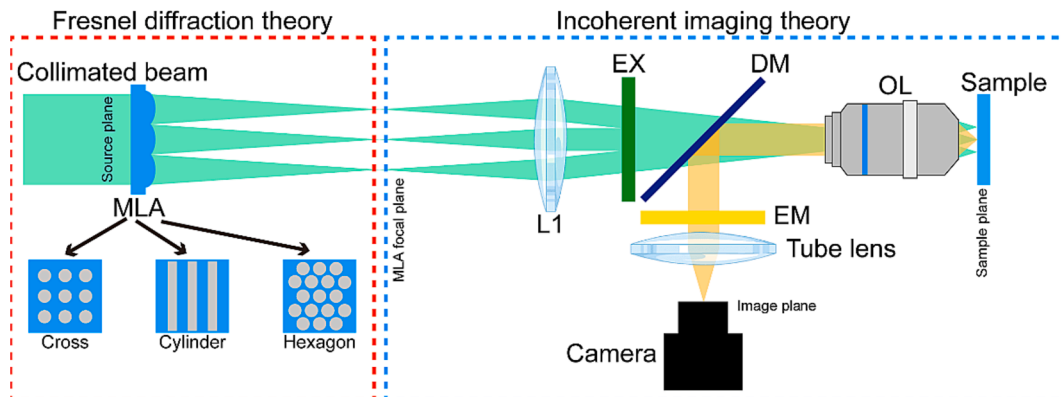 Fresnel diffraction theory
Incoherent imaging theory
Collimated beam
Source plane
MLA
Cross
Cylinder
Hexagon
MLA focal plane
L1
EX
DM
OL
Sample
Sample plane
EM
Tube lens
Image plane
Camera